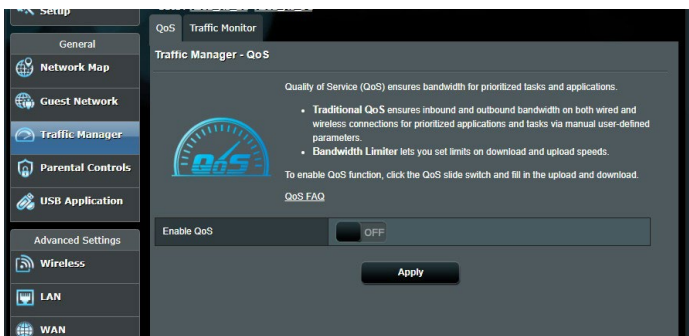 Setup
QoS Traffic Monitor
General
Traffic Manager - QoS
Network Map
Quality of Service (QoS) ensures bandwidth for prioritized tasks and applications.
Guest Network
• Traditional QoS ensures inbound and outbound bandwidth on both wired and
wireless connections for prioritized applications and tasks via manual user-defined
parameters.
Traffic Manager
• Bandwidth Limiter lets you set limits on download and upload speeds.
QoS
Parental Controls
To enable QoS function, click the QoS slide switch and fill in the upload and download.
QoS FAQ
USB Application
Enable QoS OFF
Advanced Settings
Wireless
Apply
LAN
WAN